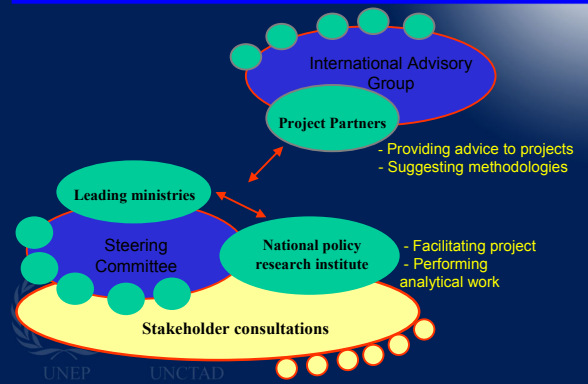 International Advisory
Group
Project Partners
- Providing advice to projects
- Suggesting methodologies
Leading ministries
Steering
Committee
National policy
research institute
- Facilitating project
- Performing
analytical work
Stakeholder consultations
UNEP
UNCTAD